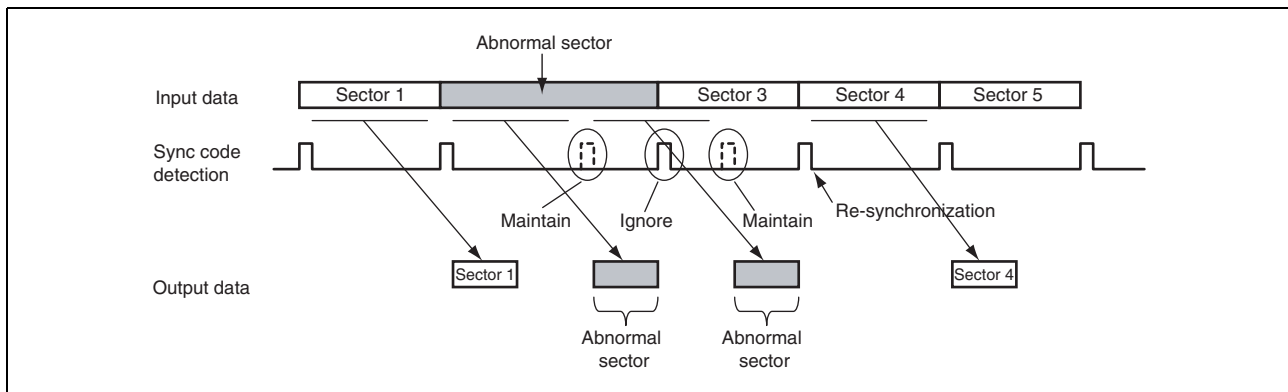 Abnormal sector
Input data
Sector 1
Sector 3
Sector 4
Sector 5
Sync code
detection
Maintain
Ignore
Maintain
Re-synchronization
Output data
Sector 1
Sector 4
Abnormal
sector
Abnormal
sector